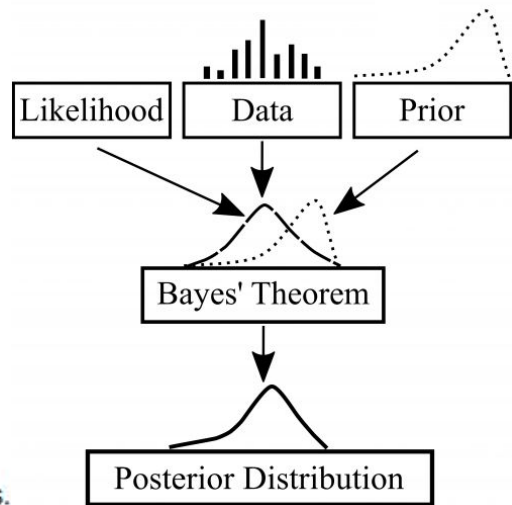 Likelihood
Data
Prior
Bayes' Theorem
Posterior Distribution